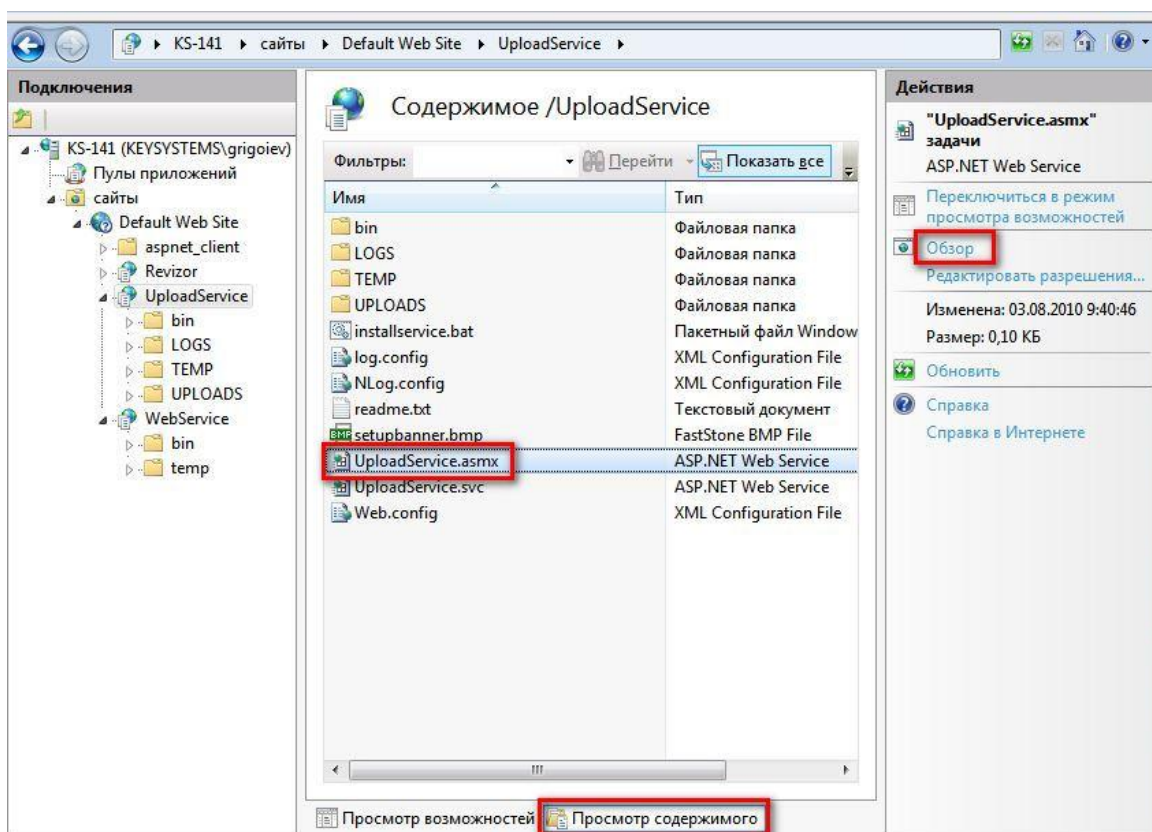 KS-141 сайты Default Web Site UploadService
Подключения
KS-141 (KEYSYSTEMS\grigoiev)
Пулы приложений
сайты
Default Web Site
aspnet_client
Revizor
UploadService
bin
LOGS
TEMP
UPLOADS
WebService
bin
temp
Содержимое /UploadService
Фильтры: Перейти Показать все
Имя Тип
bin Файловая папка
LOGS Файловая папка
TEMP Файловая папка
UPLOADS Файловая папка
installservice.bat Пакетный файл Window
log.config XML Configuration File
NLog.config XML Configuration File
readme.txt Текстовый документ
setupbanner.bmp FastStone BMP File
UploadService.asmx ASP.NET Web Service
UploadService.svc ASP.NET Web Service
Web.config XML Configuration File
Просмотр возможностей Просмотр содержимого
Действия
"UploadService.asmx"
задачи
ASP.NET Web Service
Переключиться в режим
просмотра возможностей
Обзор
Редактировать разрешения...
Изменена: 03.08.2010 9:40:46
Размер: 0,10 КБ
Обновить
Справка
Справка в Интернете